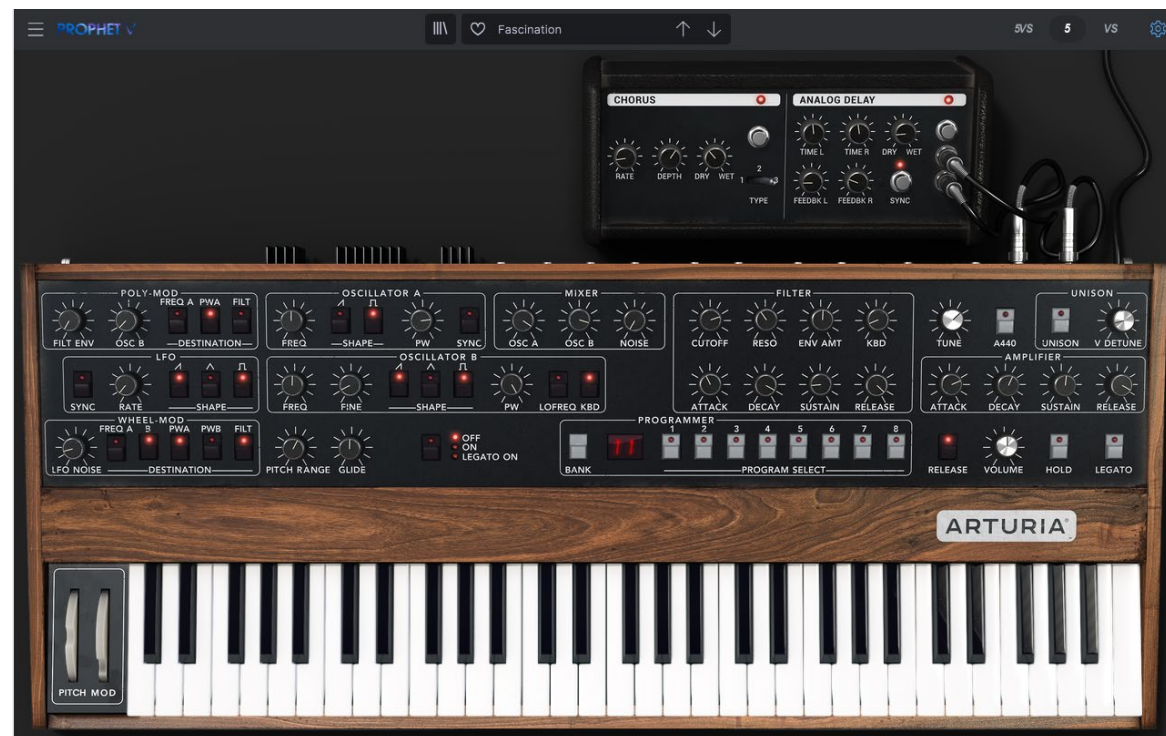 PROPHET V
Fascination
5VS 5 VS
CHORUS
RATE DEPTH DRY WET
1 2 3
TYPE
ANALOG DELAY
TIME L TIME R DRY WET
FEEDBK L FEEDBK R SYNC
POLY-MOD
FREQ A PWA FILT
FILT ENV OSC B DESTINATION
OSCILLATOR A
FREQ SHAPE PW SYNC
MIXER
OSC A OSC B NOISE
FILTER
CUTOFF RESO ENV AMT KBD
ATTACK DECAY SUSTAIN RELEASE
TUNE A440
UNISON
UNISON V DETUNE
LFO
SYNC RATE SHAPE
OSCILLATOR B
FREQ FINE SHAPE PW LOFREQ KBD
AMPLIFIER
ATTACK DECAY SUSTAIN RELEASE
WHEEL-MOD
FREQ A B PWA PWB FILT
LFO NOISE DESTINATION
PITCH RANGE GLIDE
OFF
ON
LEGATO ON
PROGRAMMER
1 2 3 4 5 6 7 8
BANK PROGRAM SELECT
RELEASE VOLUME HOLD LEGATO
ARTURIA
PITCH MOD